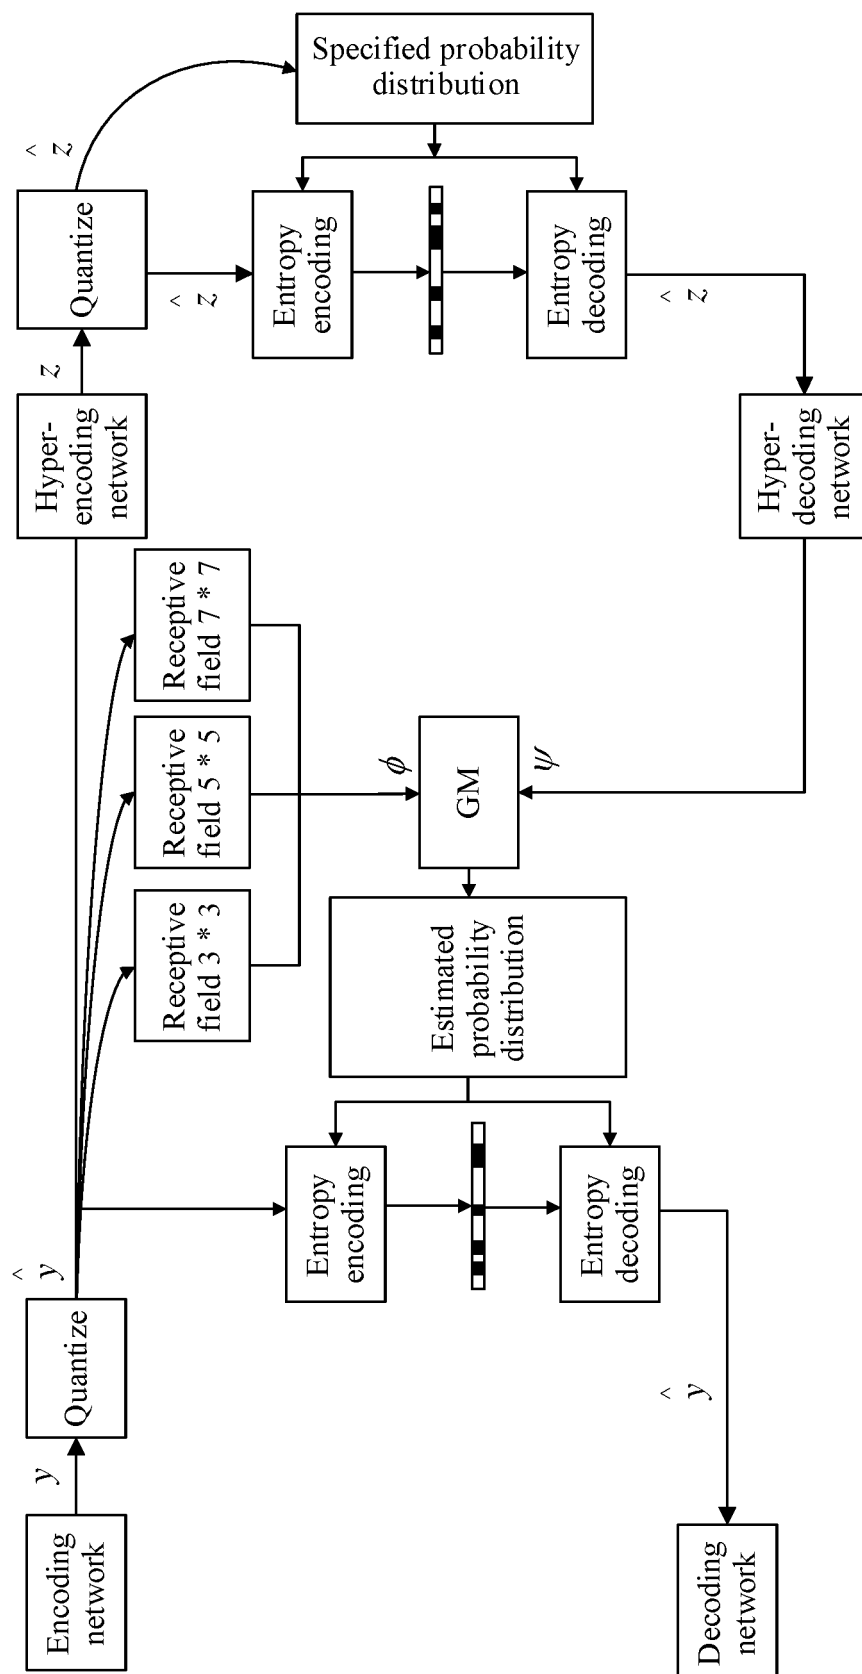 Encoding
network
y
Quantize
^
y
Entropy
encoding
Entropy
decoding
^
y
Decoding
network
Receptive
field 3 * 3
Receptive
field 5 * 5
Receptive
field 7 * 7
ϕ
GM
ψ
Estimated
probability
distribution
Hyper-
encoding
network
z
Quantize
^
z
^
z
Specified probability
distribution
Entropy
encoding
Entropy
decoding
^
z
Hyper-
decoding
network